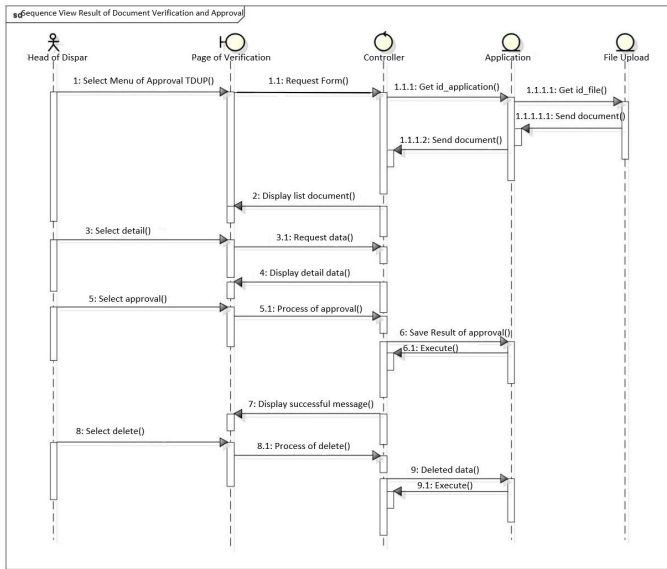 sd Sequence View Result of Document Verification and Approval
Head of Dispar
Page of Verification
Controller
Application
File Upload
1: Select Menu of Approval TDUP()
1.1: Request Form()
1.1.1: Get id_application()
1.1.1.1: Get id_file()
1.1.1.1.1: Send document()
1.1.1.2: Send document()
2: Display list document()
3: Select detail()
3.1: Request data()
4: Display detail data()
5: Select approval()
5.1: Process of approval()
6: Save Result of approval()
6.1: Execute()
7: Display successful message()
8: Select delete()
8.1: Process of delete()
9: Deleted data()
9.1: Execute()